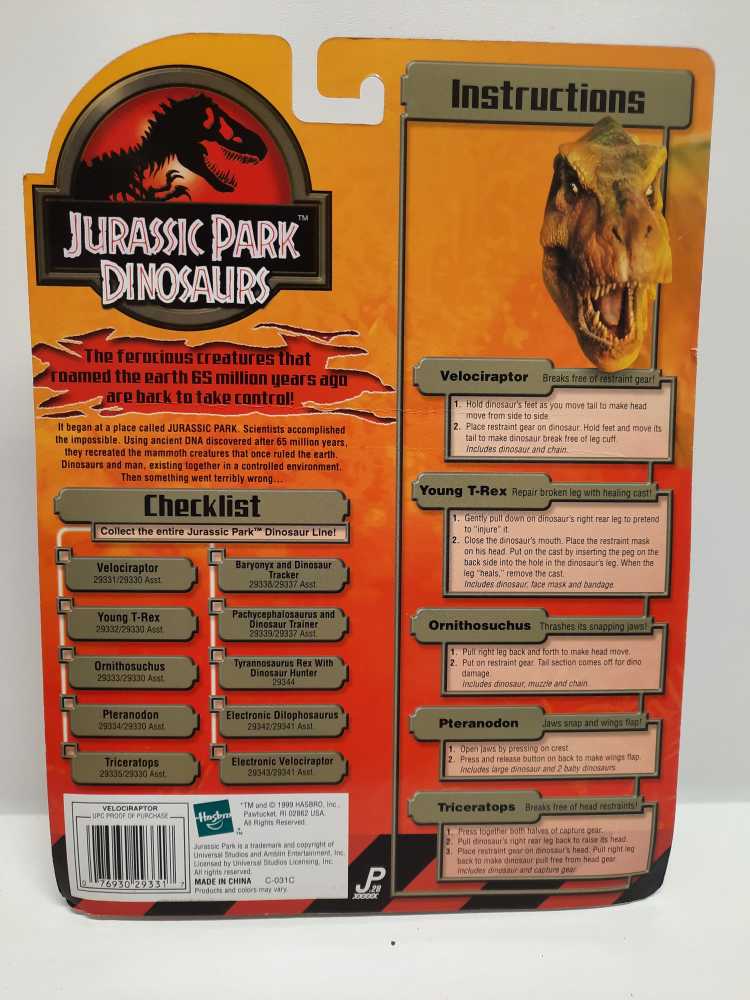 JURASSIC PARK™
DINOSAURS
The ferocious creatures that
roamed the earth 65 million years ago
are back to take control!
It began at a place called JURASSIC PARK. Scientists accomplished
the impossible. Using ancient DNA discovered after 65 million years,
they recreated the mammoth creatures that once ruled the earth.
Dinosaurs and man, existing together in a controlled environment.
Then something went terribly wrong...
Checklist
Collect the entire Jurassic Park™ Dinosaur Line!
Velociraptor
29331/29330 Asst.
Young T-Rex
29332/29330 Asst.
Ornithosuchus
29333/29330 Asst.
Pteranodon
29334/29330 Asst.
Triceratops
29335/29330 Asst.
Baryonyx and Dinosaur
Tracker
29338/29337 Asst.
Pachycephalosaurus and
Dinosaur Trainer
29339/29337 Asst.
Tyrannosaurus Rex With
Dinosaur Hunter
29344
Electronic Dilophosaurus
29342/29341 Asst.
Electronic Velociraptor
29343/29341 Asst.
VELOCIRAPTOR
UPC PROOF OF PURCHASE
0 76930 29331 7
Hasbro
™
*TM and © 1999 HASBRO, Inc.,
Pawtucket, RI 02862 USA.
All Rights Reserved.
Jurassic Park is a trademark and copyright of
Universal Studios and Amblin Entertainment, Inc.
Licensed by Universal Studios Licensing, Inc.
All rights reserved.
MADE IN CHINA C-031C
Products and colors may vary.
JP.28
XXXXX
Instructions
Velociraptor Breaks free of restraint gear!
1. Hold dinosaur's feet as you move tail to make head
move from side to side.
2. Place restraint gear on dinosaur. Hold feet and move its
tail to make dinosaur break free of leg cuff.
Includes dinosaur and chain.
Young T-Rex Repair broken leg with healing cast!
1. Gently pull down on dinosaur's right rear leg to pretend
to "injure" it.
2. Close the dinosaur's mouth. Place the restraint mask
on his head. Put on the cast by inserting the peg on the
back side into the hole in the dinosaur's leg. When the
leg "heals," remove the cast.
Includes dinosaur, face mask and bandage.
Ornithosuchus Thrashes its snapping jaws!
1. Pull right leg back and forth to make head move.
2. Put on restraint gear. Tail section comes off for dino
damage.
Includes dinosaur, muzzle and chain.
Pteranodon Jaws snap and wings flap!
1. Open jaws by pressing on crest.
2. Press and release button on back to make wings flap.
Includes large dinosaur and 2 baby dinosaurs.
Triceratops Breaks free of head restraints!
1. Press together both halves of capture gear.
2. Pull dinosaur's right rear leg back to raise its head.
3. Place restraint gear on dinosaur's head. Pull right leg
back to make dinosaur pull free from head gear.
Includes dinosaur and capture gear.